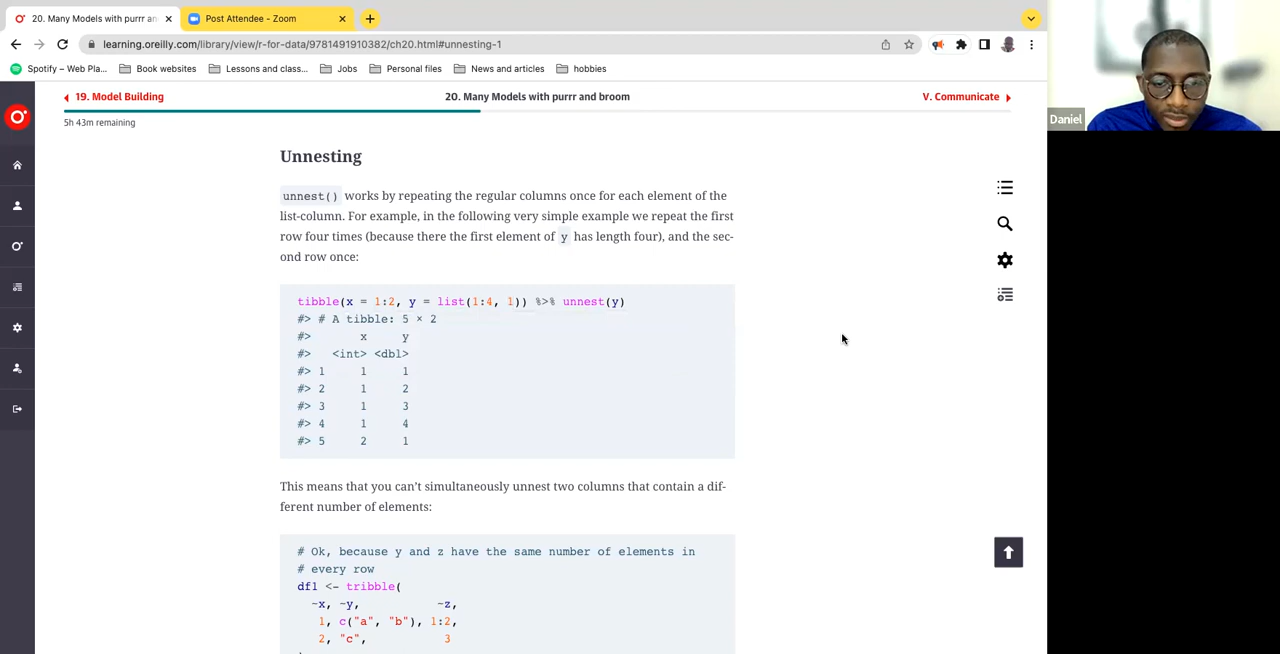 20. Many Models with purrr an
Post Attendee - Zoom
learning.oreilly.com/library/view/r-for-data/9781491910382/ch20.html#unnesting-1
Spotify – Web Pla...
Book websites
Lessons and class...
Jobs
Personal files
News and articles
hobbies
19. Model Building
20. Many Models with purrr and broom
V. Communicate
5h 43m remaining
Daniel
Unnesting
unnest() works by repeating the regular columns once for each element of the
list-column. For example, in the following very simple example we repeat the first
row four times (because there the first element of y has length four), and the sec-
ond row once:
tibble(x = 1:2, y = list(1:4, 1)) %>% unnest(y)
#> # A tibble: 5 × 2
#> x y
#> <int> <dbl>
#> 1 1 1
#> 2 1 2
#> 3 1 3
#> 4 1 4
#> 5 2 1
This means that you can’t simultaneously unnest two columns that contain a dif-
ferent number of elements:
# Ok, because y and z have the same number of elements in
# every row
df1 <- tribble(
~x, ~y, ~z,
1, c("a", "b"), 1:2,
2, "c", 3